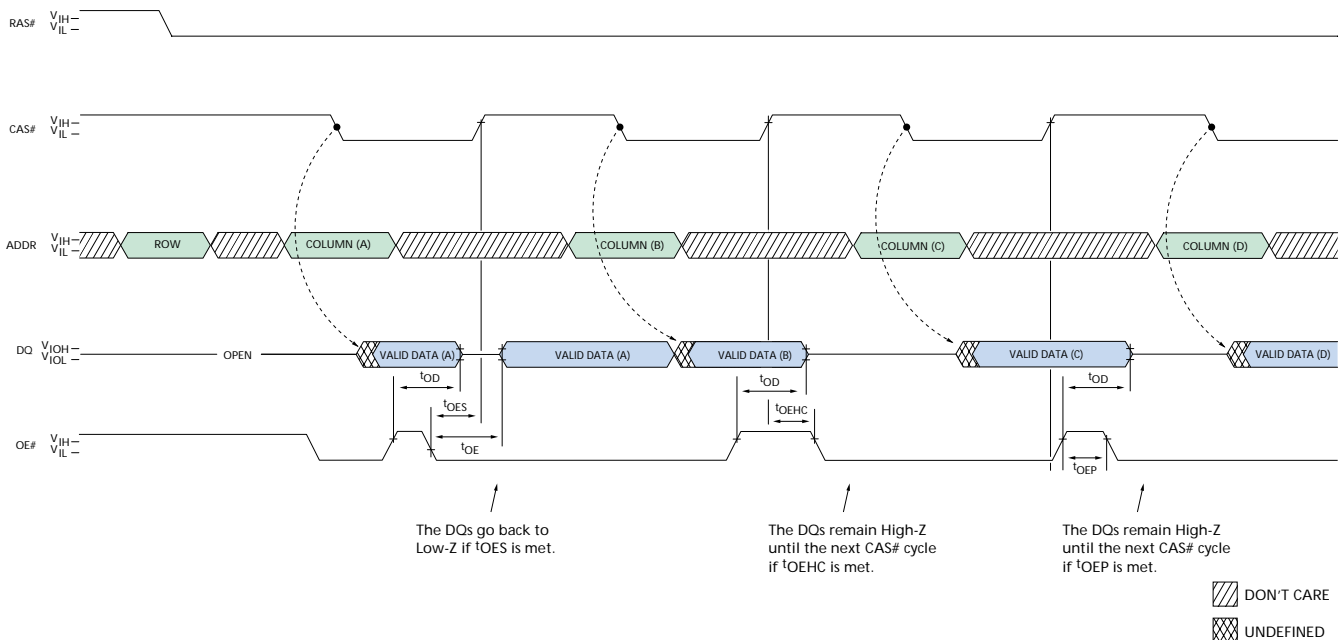 RAS# VIH VIL
CAS# VIH VIL
ADDR VIH VIL ROW COLUMN (A) COLUMN (B) COLUMN (C) COLUMN (D)
DQ VIOH VIOL OPEN VALID DATA (A) VALID DATA (A) VALID DATA (B) VALID DATA (C) VALID DATA (D)
tOD tOD tOD
tOES tOEHC
OE# VIH VIL tOE tOEP
The DQs go back to
Low-Z if tOES is met.
The DQs remain High-Z
until the next CAS# cycle
if tOEHC is met.
The DQs remain High-Z
until the next CAS# cycle
if tOEP is met.
DON'T CARE
UNDEFINED